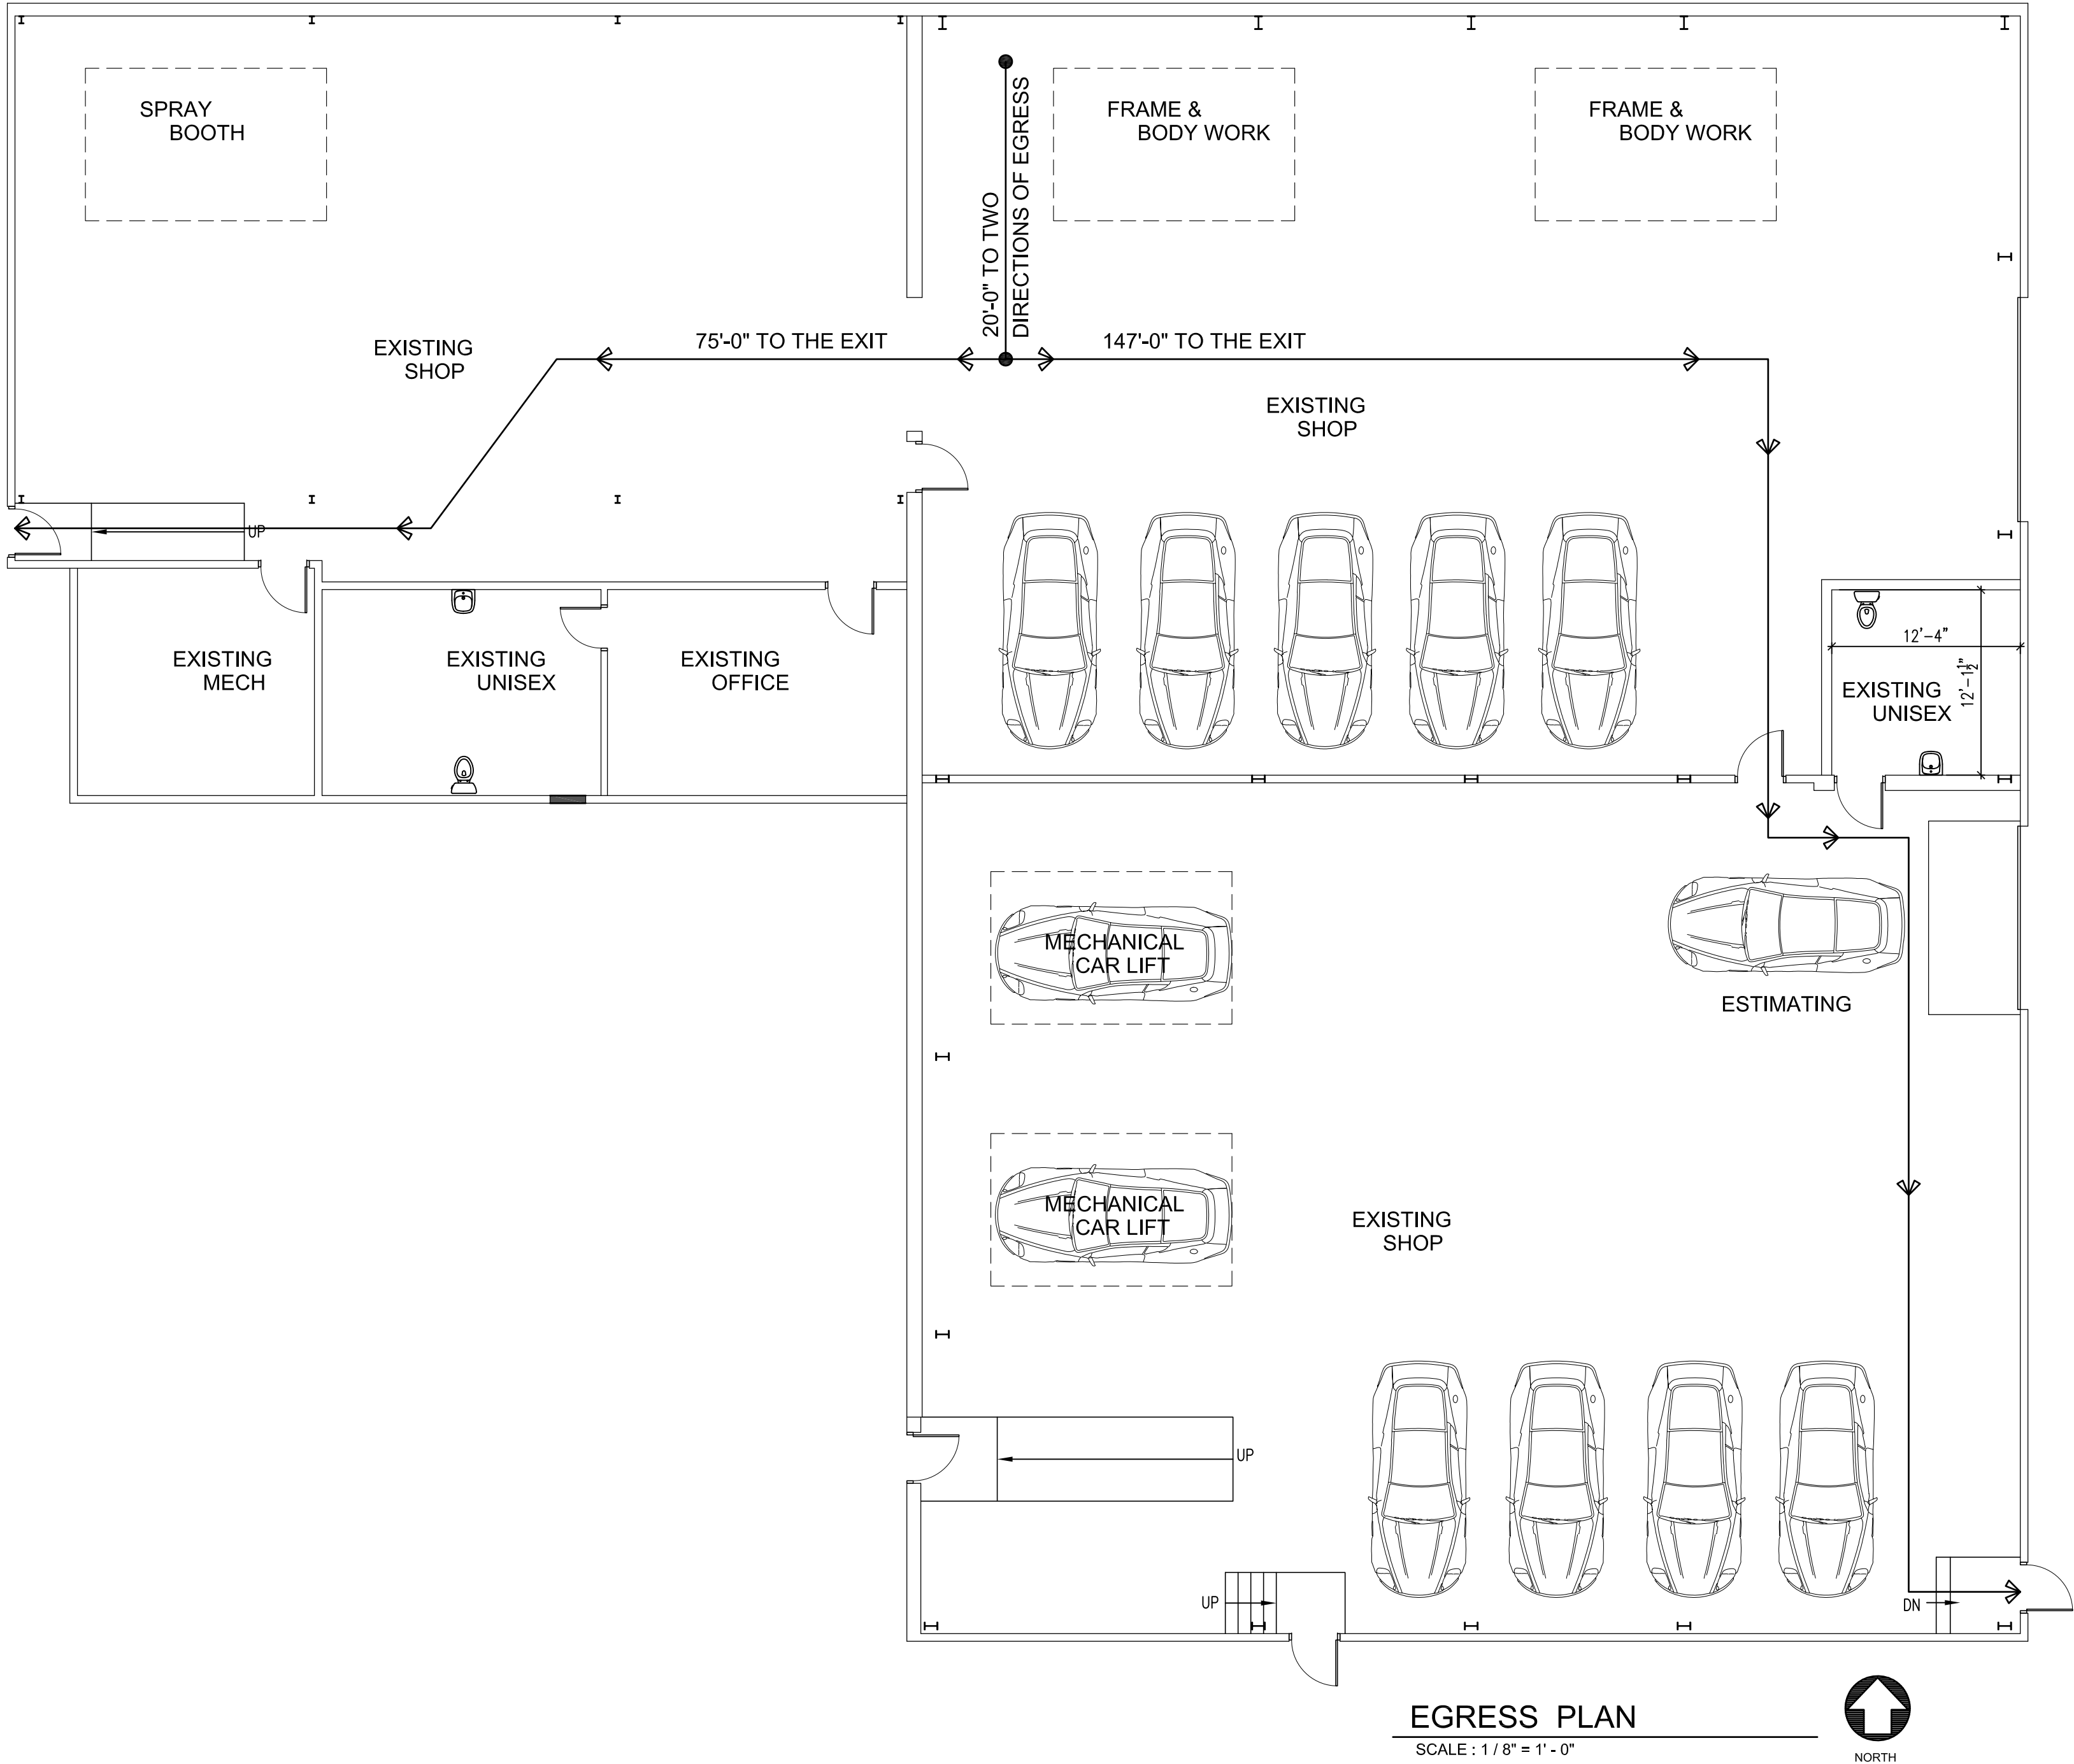 SPRAY
BOOTH
20'-0" TO TWO
DIRECTIONS OF EGRESS
FRAME &
BODY WORK
FRAME &
BODY WORK
75'-0" TO THE EXIT
147'-0" TO THE EXIT
EXISTING
SHOP
EXISTING
SHOP
UP
EXISTING
MECH
EXISTING
UNISEX
EXISTING
OFFICE
12'-4"
12'-1½"
EXISTING
UNISEX
MECHANICAL
CAR LIFT
ESTIMATING
MECHANICAL
CAR LIFT
EXISTING
SHOP
UP
UP
DN
EGRESS PLAN
SCALE : 1 / 8" = 1' - 0"
NORTH